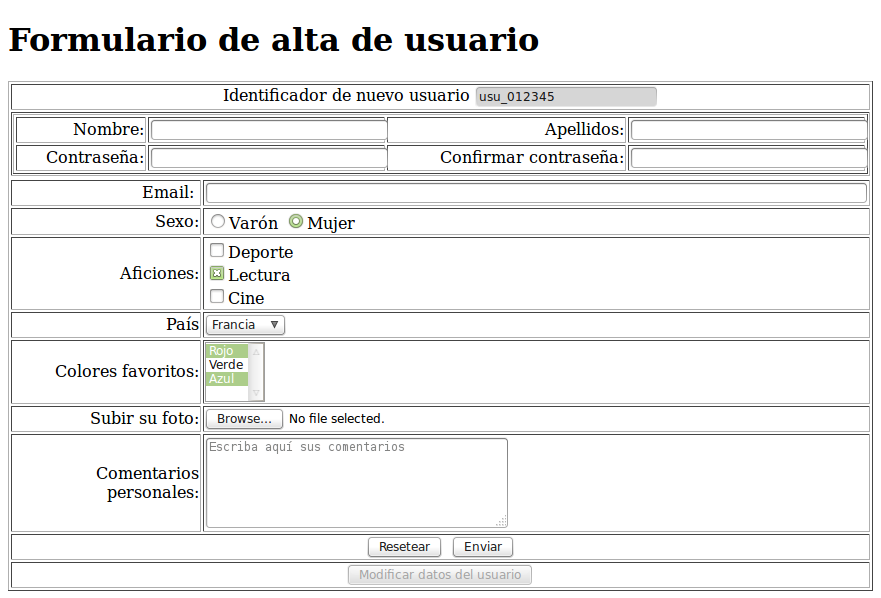 Formulario de alta de usuario
Identificador de nuevo usuario usu_012345
Nombre: Apellidos:
Contraseña: Confirmar contraseña:
Email:
Sexo: Varón Mujer
Aficiones:
Deporte
Lectura
Cine
País Francia
Colores favoritos:
Rojo
Verde
Azul
Subir su foto: Browse... No file selected.
Comentarios
personales:
Escriba aquí sus comentarios
Resetear Enviar
Modificar datos del usuario